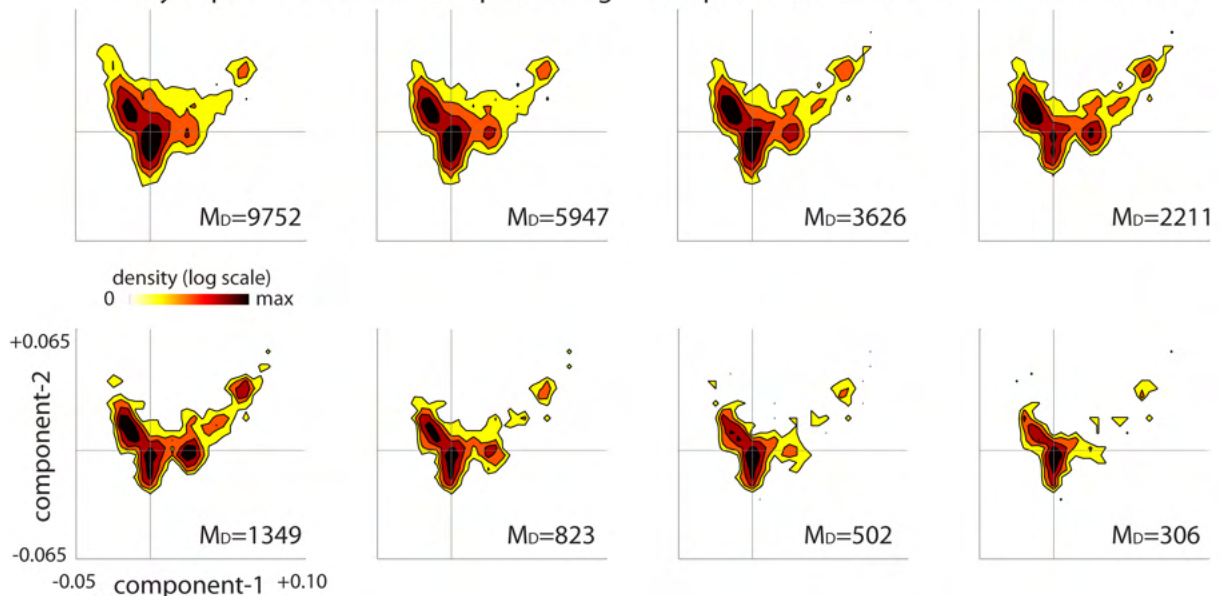 MD=9752
MD=5947
MD=3626
MD=2211
density (log scale)
0 max
+0.065
component-2
-0.065
MD=1349
MD=823
MD=502
MD=306
-0.05 component-1 +0.10